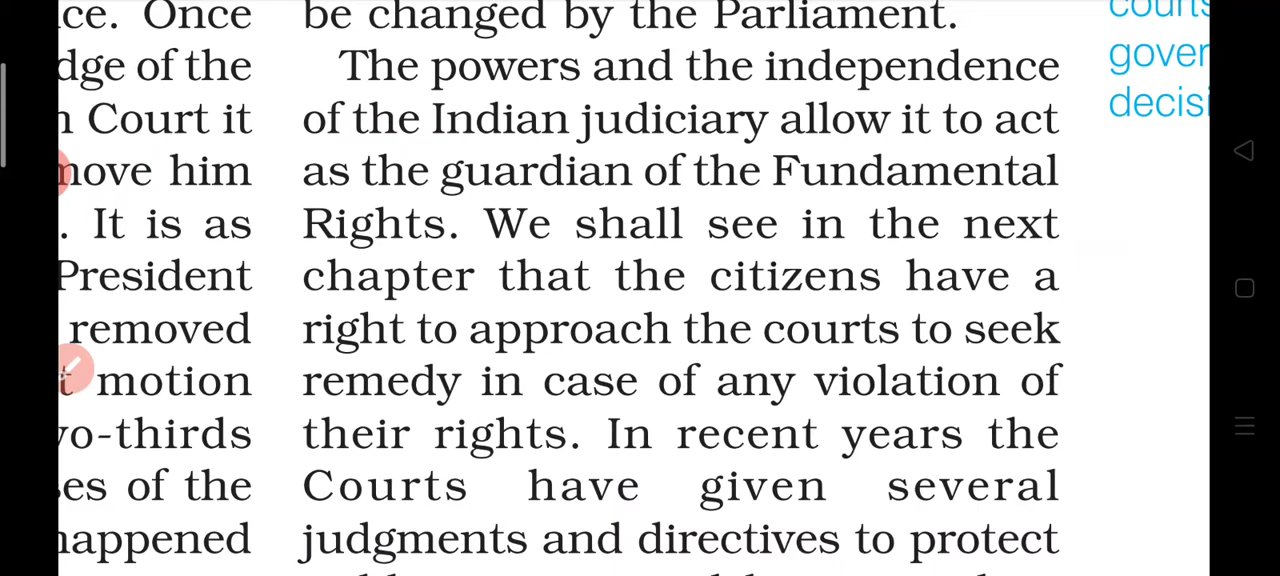 ce. Once
dge of the
Court it
move him
. It is as
President
removed
motion
o-thirds
es of the
happened
be changed by the Parliament.
The powers and the independence
of the Indian judiciary allow it to act
as the guardian of the Fundamental
Rights. We shall see in the next
chapter that the citizens have a
right to approach the courts to seek
remedy in case of any violation of
their rights. In recent years the
Courts have given several
judgments and directives to protect
courts
gover
decisi